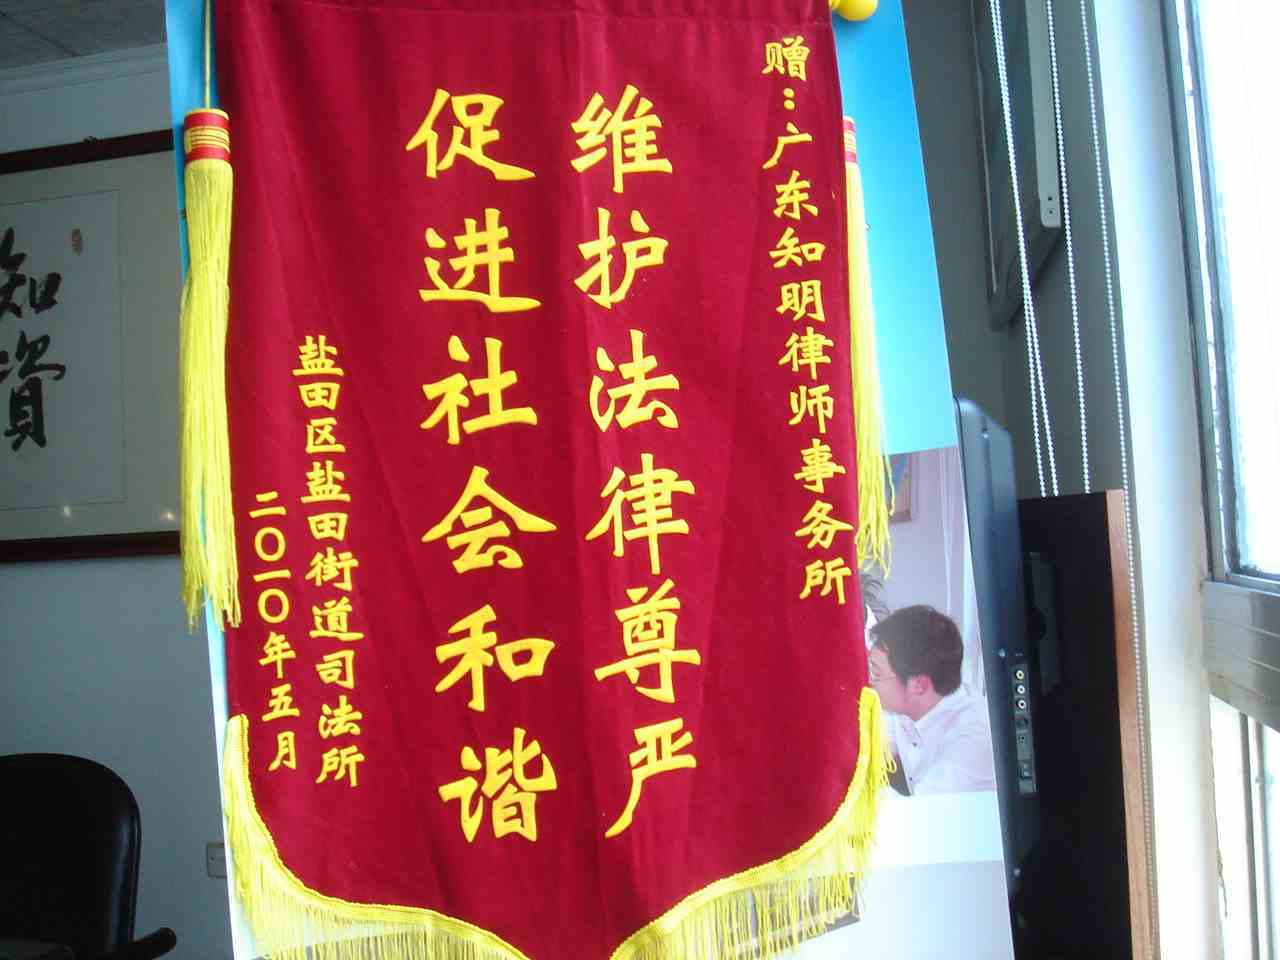 赠：广东知明律师事务所
维护法律尊严
促进社会和谐
盐田区盐田街道司法所
二〇一〇年五月
知
資